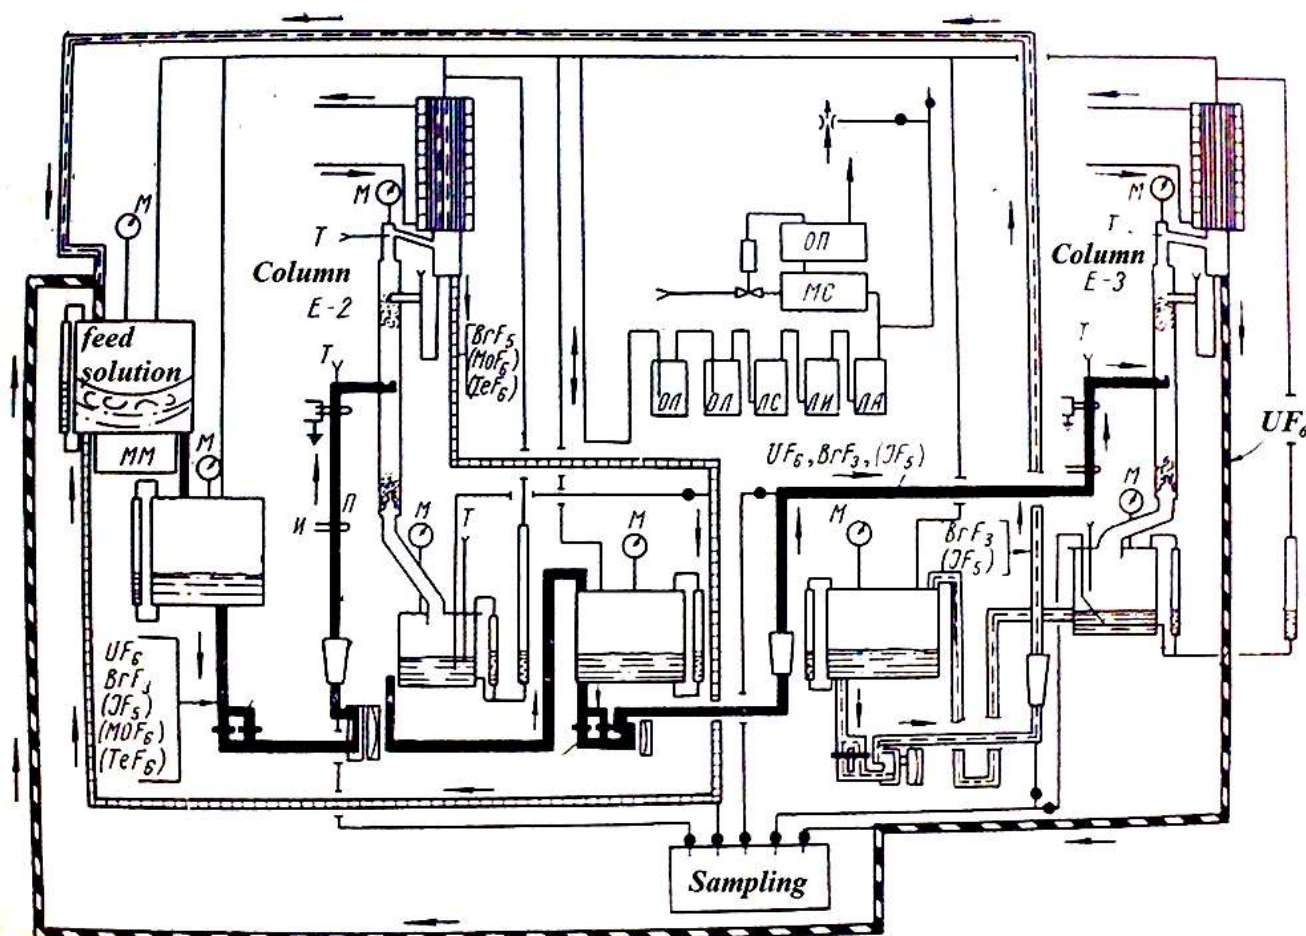 M
M
M
T
T
Column
E-2
feed
solution
MM
M
T
И
П
M
T
M
BrF5
(MoF6)
(TeF6)
ОП
МС
ОЛ
ОЛ
ЛС
ЛИ
ЛА
UF6, BrF3, (JF5)
M
BrF3
(JF5)
T
Column
E-3
T
M
UF6
UF6
BrF3
(JF5)
(MOF6)
(TeF6)
Sampling